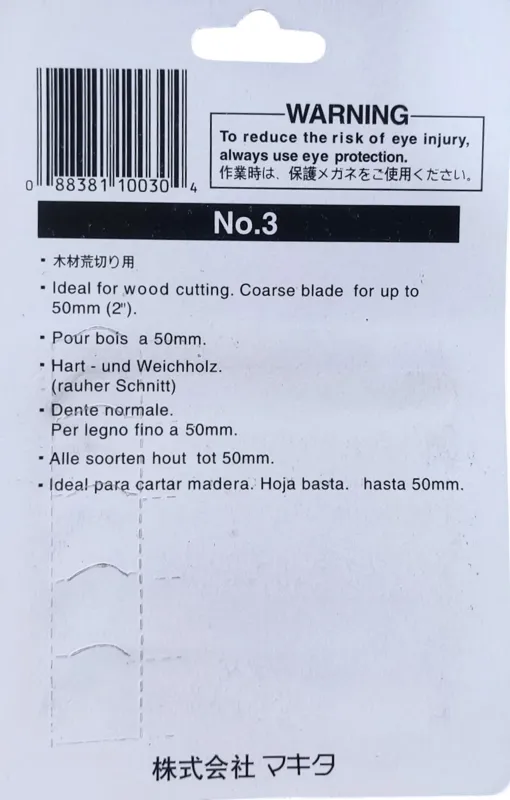 0 88381 10030 4
WARNING
To reduce the risk of eye injury,
always use eye protection.
作業時は、保護メガネをご使用ください。
No.3
▪ 木材荒切り用
▪ Ideal for wood cutting. Coarse blade for up to
50mm (2").
▪ Pour bois a 50mm.
▪ Hart - und Weichholz.
(rauher Schnitt)
▪ Dente normale.
Per legno fino a 50mm.
▪ Alle soorten hout tot 50mm.
▪ Ideal para cartar madera. Hoja basta. hasta 50mm.
株式会社 マキタ